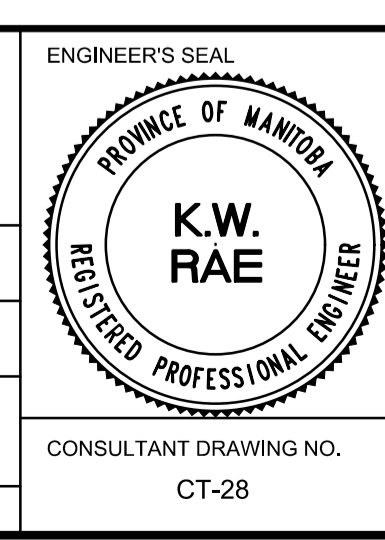 ENGINEER'S SEAL
PROVINCE OF MANITOBA
K.W.
RAE
REGISTERED PROFESSIONAL ENGINEER
CONSULTANT DRAWING NO.
CT-28